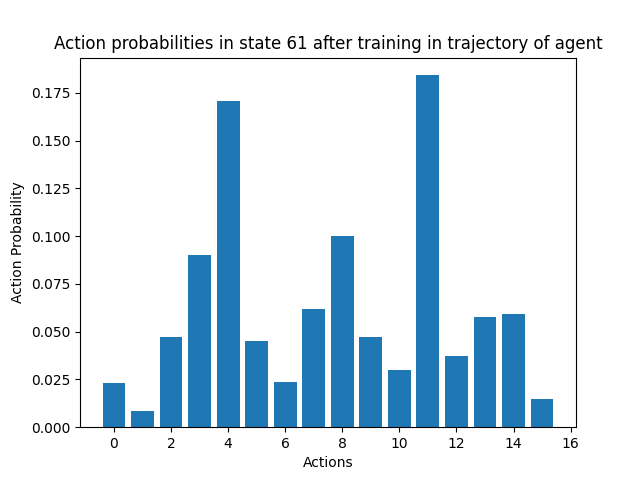 Action probabilities in state 61 after training in trajectory of agent
0.175
0.150
0.125
0.100
0.075
0.050
0.025
0.000
Action Probability
0 2 4 6 8 10 12 14 16
Actions